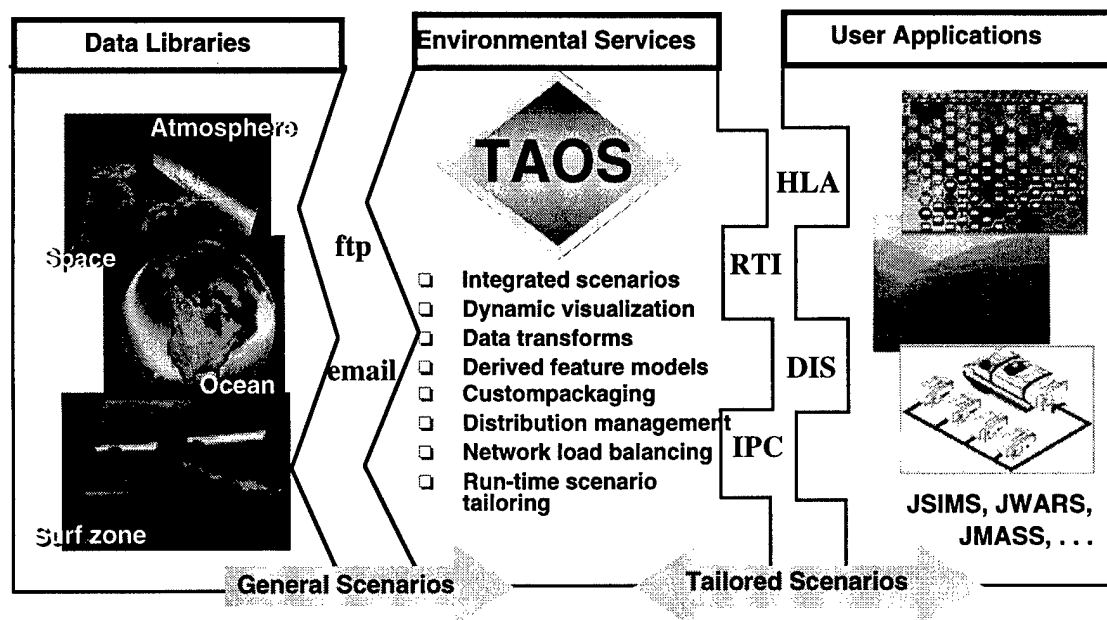 Data Libraries
Environmental Services
User Applications
Atmosphere
Space
Ocean
Surf zone
ftp
email
TAOS
❏ Integrated scenarios
❏ Dynamic visualization
❏ Data transforms
❏ Derived feature models
❏ Custompackaging
❏ Distribution management
❏ Network load balancing
❏ Run-time scenario
tailoring
HLA
RTI
DIS
IPC
JSIMS, JWARS,
JMASS, . . .
General Scenarios
Tailored Scenarios